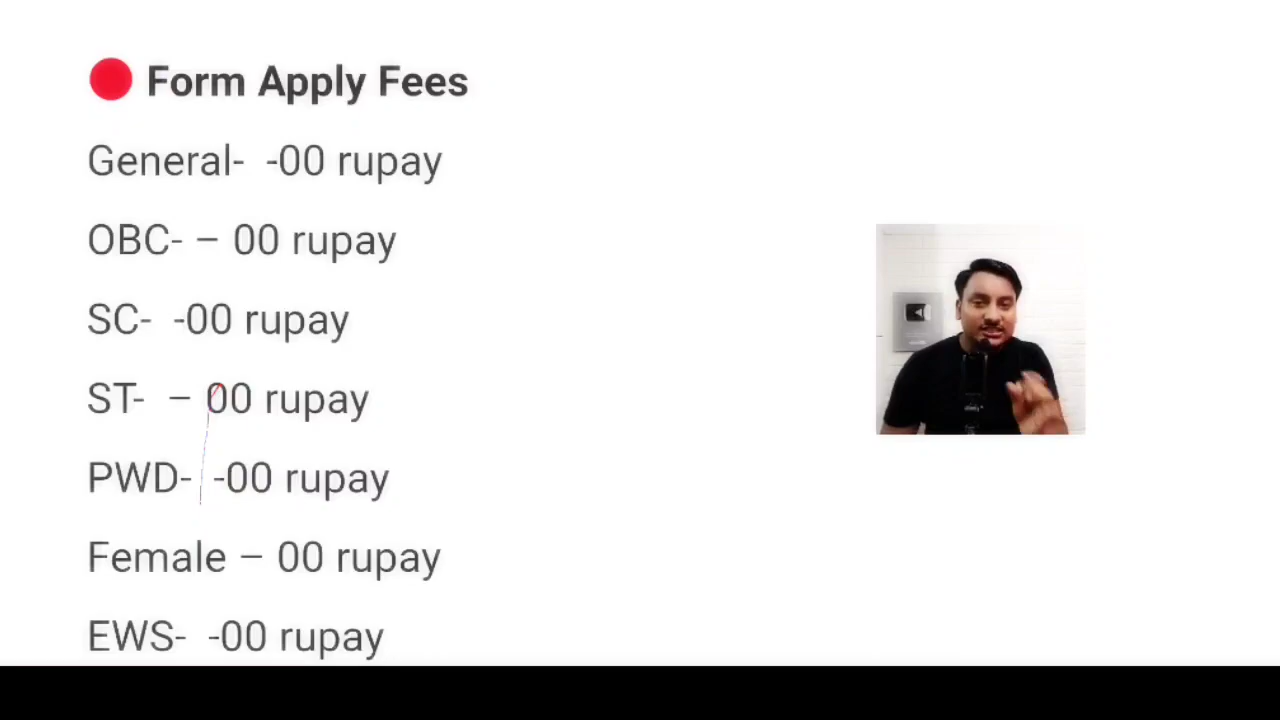 Form Apply Fees
General- -00 rupay
OBC- – 00 rupay
SC- -00 rupay
ST- – 00 rupay
PWD- -00 rupay
Female – 00 rupay
EWS- -00 rupay